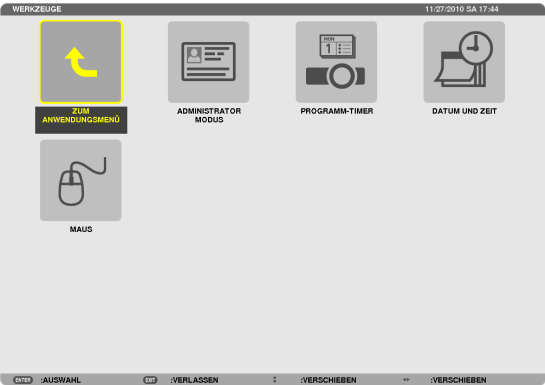 WERKZEUGE 11/27/2010 SA 17:44
ZUM
ANWENDUNGSMENÜ
ADMINISTRATOR
MODUS
MON
1
PROGRAMM-TIMER
DATUM UND ZEIT
MAUS
ENTER :AUSWAHL EXIT :VERLASSEN :VERSCHIEBEN :VERSCHIEBEN